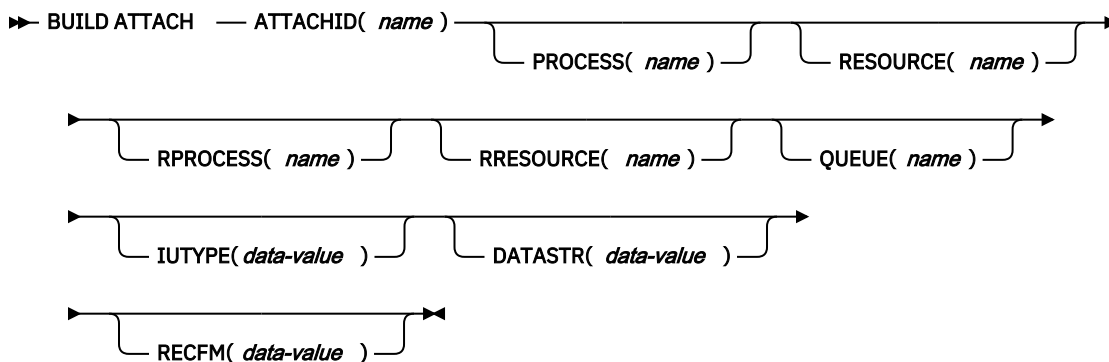 BUILD ATTACH ATTACHID( name )
PROCESS( name ) RESOURCE( name )
RPROCESS( name ) RRESOURCE( name ) QUEUE( name )
IUTYPE( data-value ) DATASTR( data-value )
RECFM( data-value )